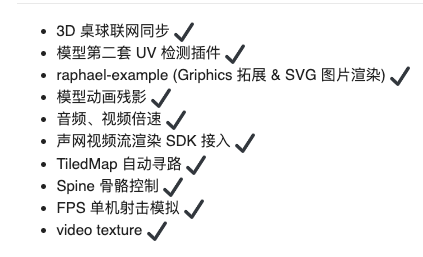 3D 桌球联网同步 ✔
模型第二套 UV 检测插件 ✔
raphael-example (Griphics 拓展 & SVG 图片渲染) ✔
模型动画残影 ✔
音频、视频倍速 ✔
声网视频流渲染 SDK 接入 ✔
TiledMap 自动寻路 ✔
Spine 骨骼控制 ✔
FPS 单机射击模拟 ✔
video texture ✔